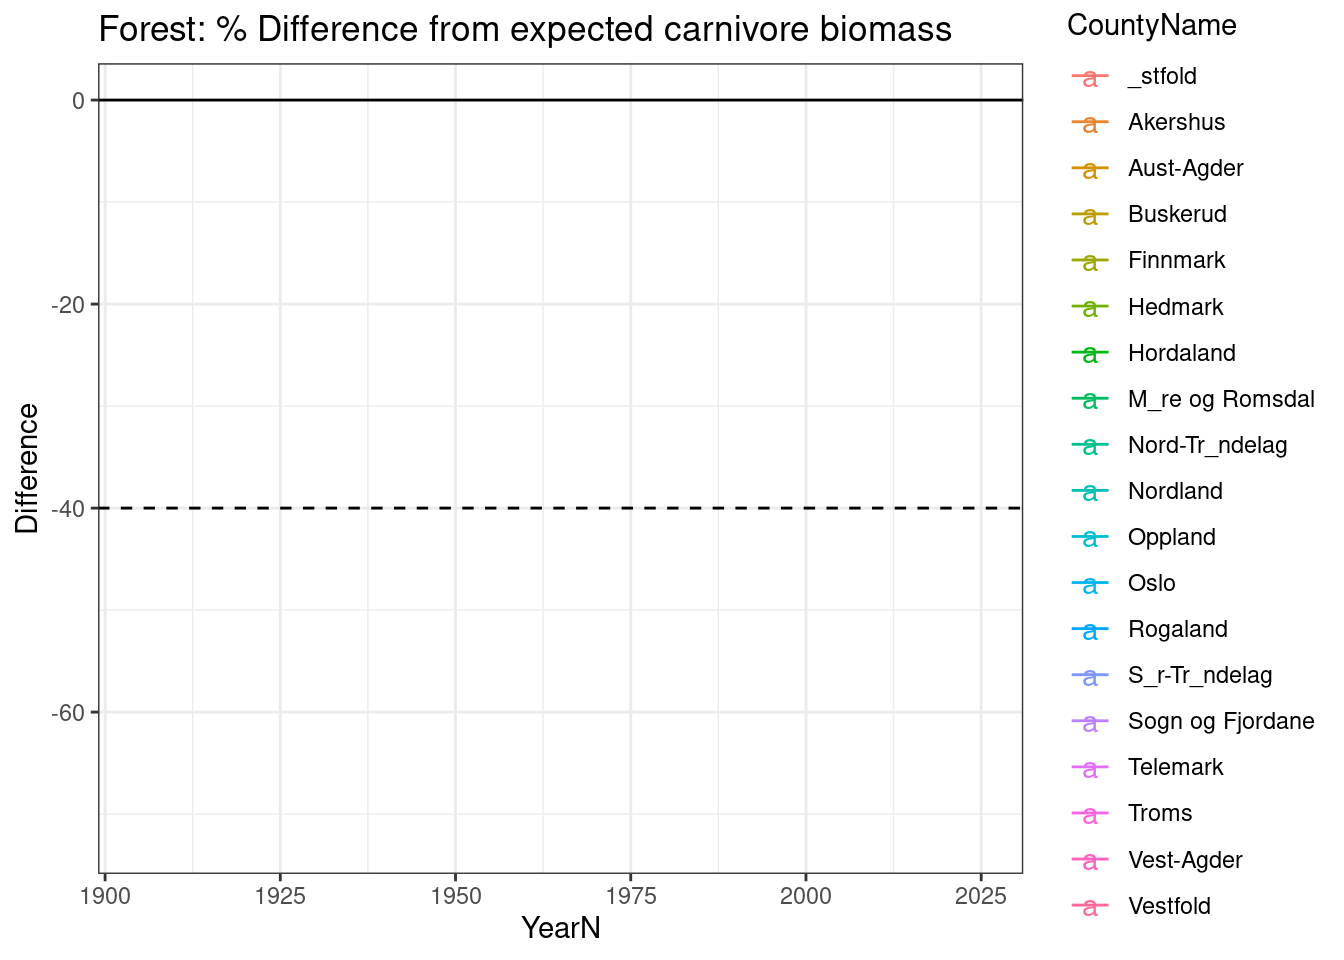 Forest: % Difference from expected carnivore biomass
CountyName
a _stfold
a Akershus
a Aust-Agder
a Buskerud
a Finnmark
a Hedmark
a Hordaland
a M_re og Romsdal
a Nord-Tr_ndelag
a Nordland
a Oppland
a Oslo
a Rogaland
a S_r-Tr_ndelag
a Sogn og Fjordane
a Telemark
a Troms
a Vest-Agder
a Vestfold
0
-20
-40
-60
Difference
1900 1925 1950 1975 2000 2025
YearN